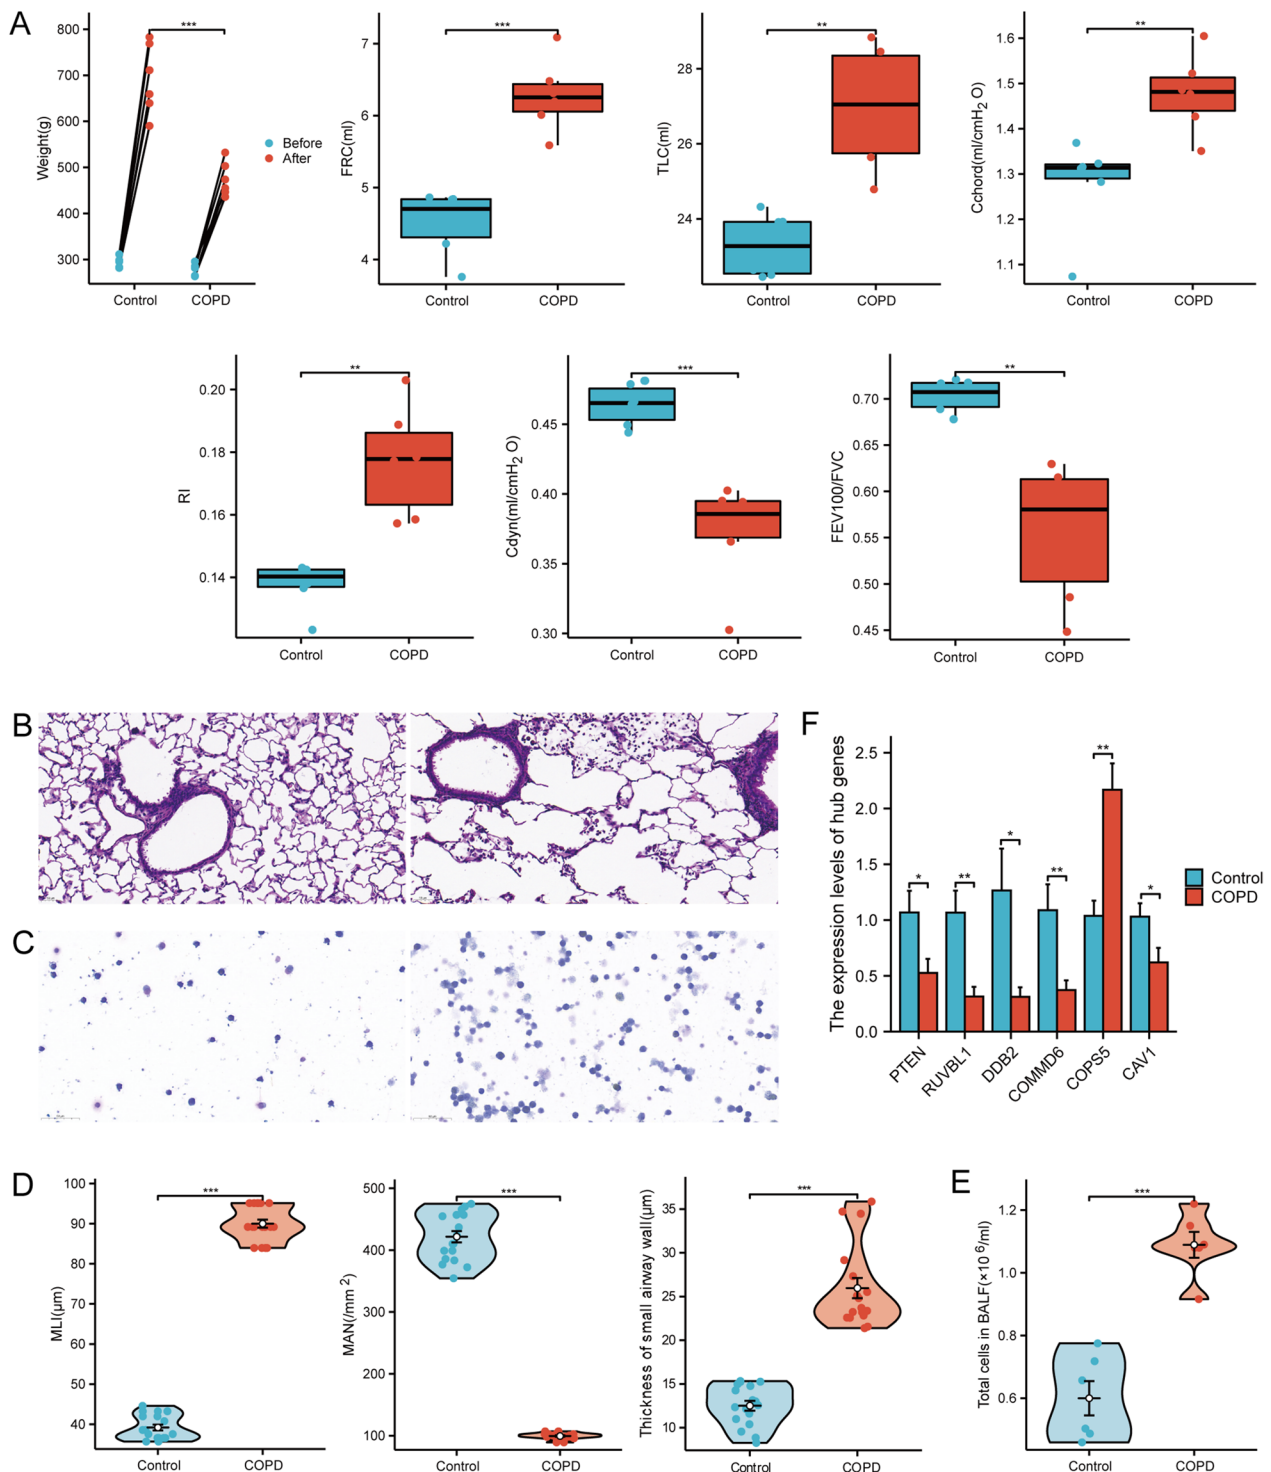 A
Weight(g)
800
700
600
500
400
300
***
Control
COPD
Before
After
FRC(ml)
7
6
5
4
***
Control
COPD
TLC(ml)
28
26
24
**
Control
COPD
Cchord(ml/cmH2 O)
1.6
1.5
1.4
1.3
1.2
1.1
**
Control
COPD
RI
0.20
0.18
0.16
0.14
**
Control
COPD
Cdyn(ml/cmH2 O)
0.45
0.40
0.35
0.30
***
Control
COPD
FEV100/FVC
0.70
0.65
0.60
0.55
0.50
0.45
**
Control
COPD
B
C
F
The expression levels of hub genes
2.5
2.0
1.5
1.0
0.5
0.0
*
**
*
**
**
*
PTEN
RUVBL1
DDB2
COMMD6
COPS5
CAV1
Control
COPD
D
MLI(μm)
100
90
80
70
60
50
40
***
Control
COPD
MAN(/mm 2)
500
400
300
200
100
***
Control
COPD
Thickness of small airway wall(μm)
35
30
25
20
15
10
***
Control
COPD
E
Total cells in BALF(×10 6/ml)
1.2
1.0
0.8
0.6
***
Control
COPD